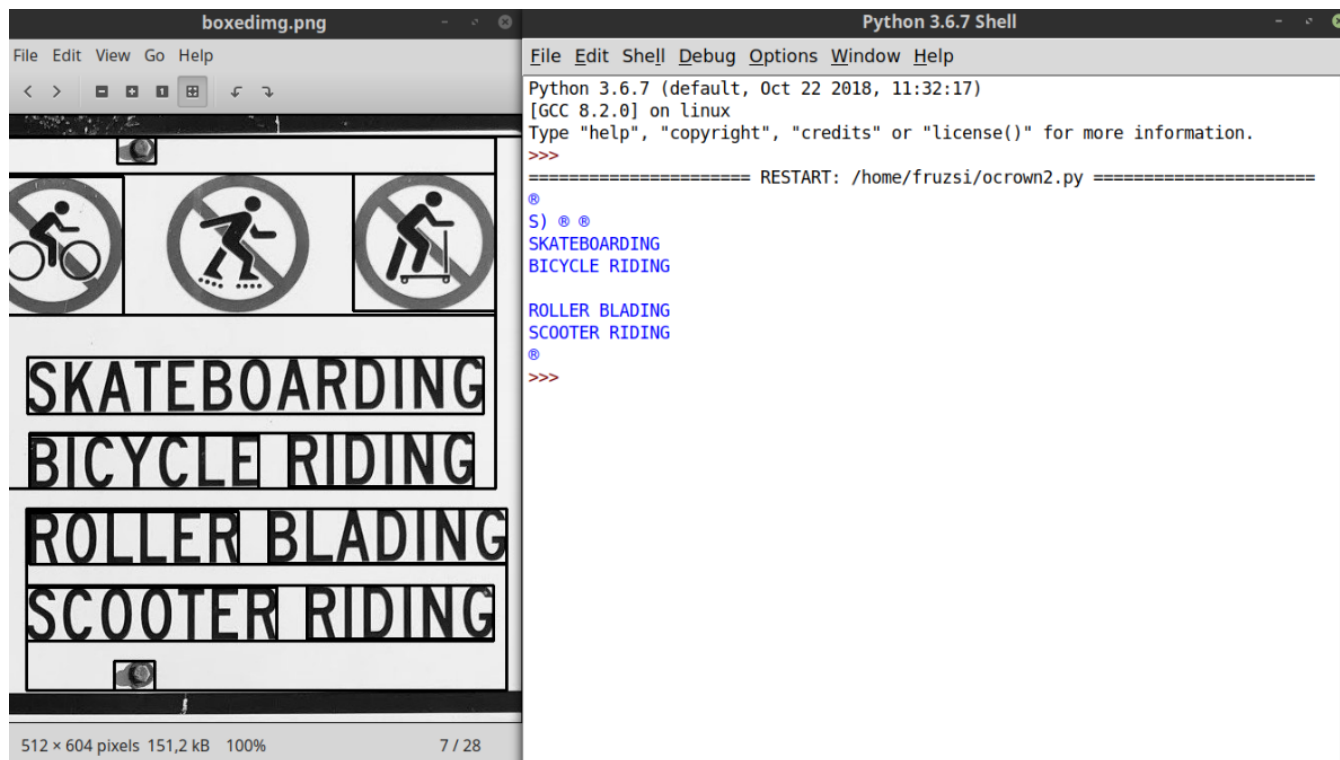 boxedimg.png
File Edit View Go Help
SKATEBOARDING
BICYCLE RIDING
ROLLER BLADING
SCOOTER RIDING
512 × 604 pixels 151,2 kB 100% 7 / 28
Python 3.6.7 Shell
File Edit Shell Debug Options Window Help
Python 3.6.7 (default, Oct 22 2018, 11:32:17)
[GCC 8.2.0] on linux
Type "help", "copyright", "credits" or "license()" for more information.
>>>
====================== RESTART: /home/fruzsi/ocrown2.py ======================
®
S) ® ®
SKATEBOARDING
BICYCLE RIDING
ROLLER BLADING
SCOOTER RIDING
®
>>>